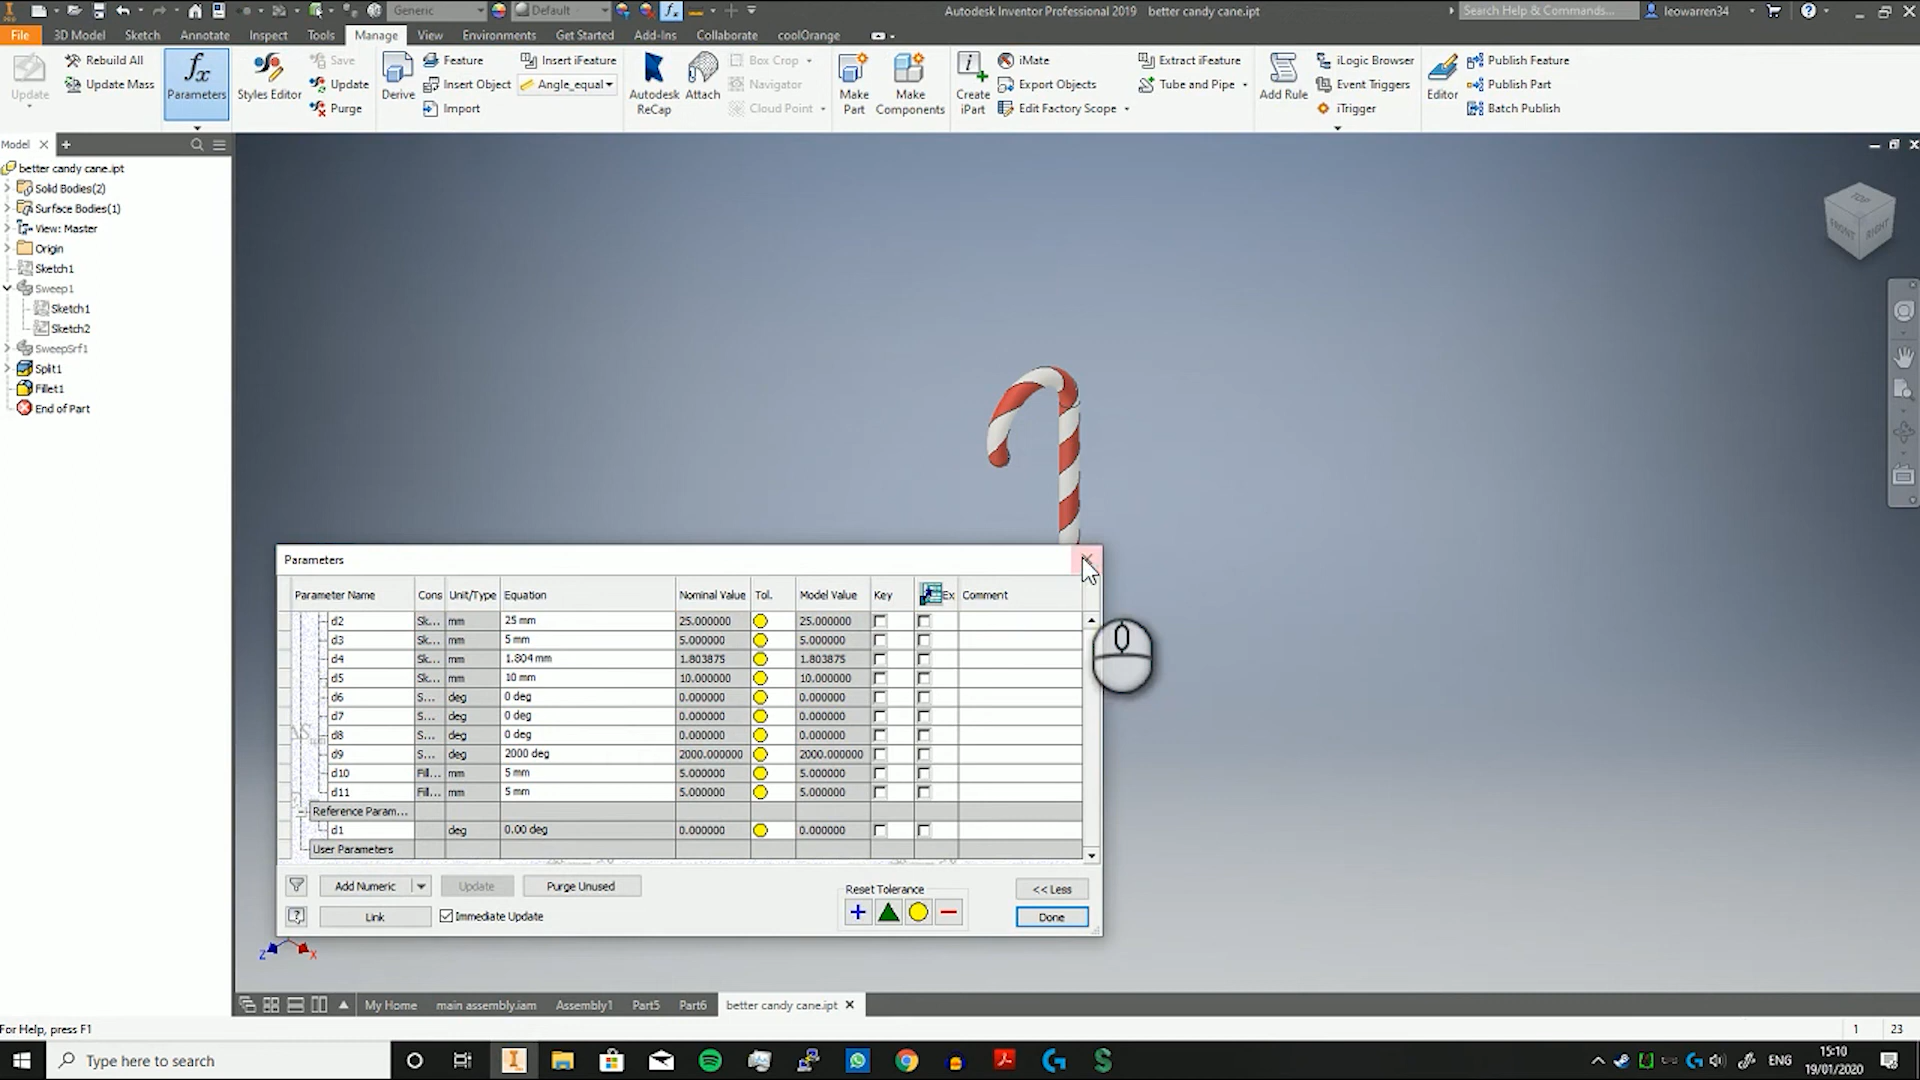 Generic
Default
Autodesk Inventor Professional 2019 better candy cane.ipt
Search Help & Commands...
leowarren34
File 3D Model Sketch Annotate Inspect Tools Manage View Environments Get Started Add-Ins Collaborate coolOrange
Update
Rebuild All
Update Mass
fx
Parameters
Styles Editor
Save
Update
Purge
Derive
Feature
Insert Object
Import
Insert iFeature
Angle_equal
Autodesk
ReCap
Attach
Box Crop
Navigator
Cloud Point
Make
Part
Make
Components
Create
iPart
iMate
Export Objects
Edit Factory Scope
Extract iFeature
Tube and Pipe
Add Rule
iLogic Browser
Event Triggers
iTrigger
Editor
Publish Feature
Publish Part
Batch Publish
Model
better candy cane.ipt
Solid Bodies(2)
Surface Bodies(1)
View: Master
Origin
Sketch1
Sweep1
Sketch1
Sketch2
SweepSrf1
Split1
Fillet1
End of Part
TOP
FRONT
RIGHT
Parameters
Parameter Name Cons Unit/Type Equation Nominal Value Tol. Model Value Key Ex Comment
d2 Sk... mm 25 mm 25.000000 25.000000
d3 Sk... mm 5 mm 5.000000 5.000000
d4 Sk... mm 1.804 mm 1.803875 1.803875
d5 Sk... mm 10 mm 10.000000 10.000000
d6 S... deg 0 deg 0.000000 0.000000
d7 S... deg 0 deg 0.000000 0.000000
d8 S... deg 0 deg 0.000000 0.000000
d9 S... deg 2000 deg 2000.000000 2000.000000
d10 Fill... mm 5 mm 5.000000 5.000000
d11 Fill... mm 5 mm 5.000000 5.000000
Reference Param...
d1 deg 0.00 deg 0.000000 0.000000
User Parameters
Add Numeric
Update
Purge Unused
Reset Tolerance
<< Less
Link
Immediate Update
Done
Z X
My Home main assembly.iam Assembly1 Part5 Part6 better candy cane.ipt
For Help, press F1
1 23
Type here to search
ENG
15:10
19/01/2020